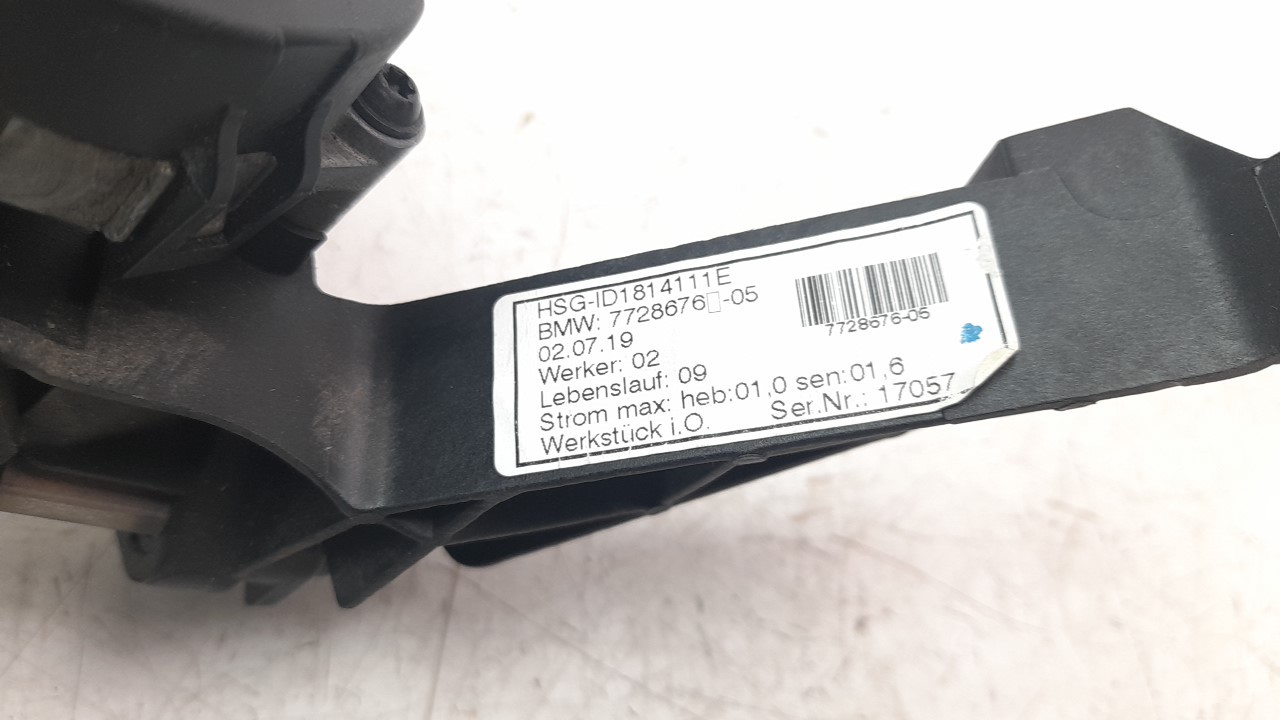 HSG-ID1814111E
BMW: 7728676□-05
02.07.19
Werker: 02
Lebenslauf: 09
Strom max: heb:01,0 sen:01,6
Werkstück i.O. Ser.Nr.: 17057
7728676-05